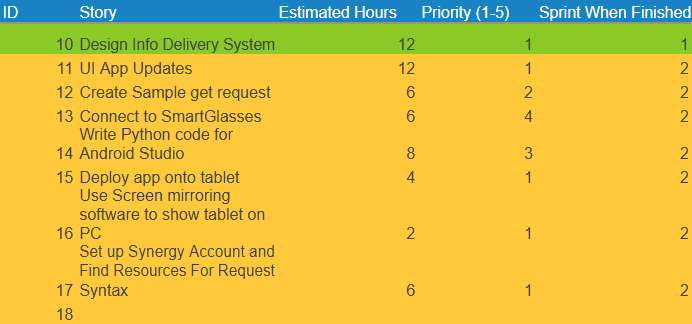 ID Story Estimated Hours Priority (1-5) Sprint When Finished
10 Design Info Delivery System 12 1 1
11 UI App Updates 12 1 2
12 Create Sample get request 6 2 2
13 Connect to SmartGlasses 6 4 2
Write Python code for
14 Android Studio 8 3 2
15 Deploy app onto tablet 4 1 2
Use Screen mirroring
software to show tablet on
16 PC 2 1 2
Set up Synergy Account and
Find Resources For Request
17 Syntax 6 1 2
18